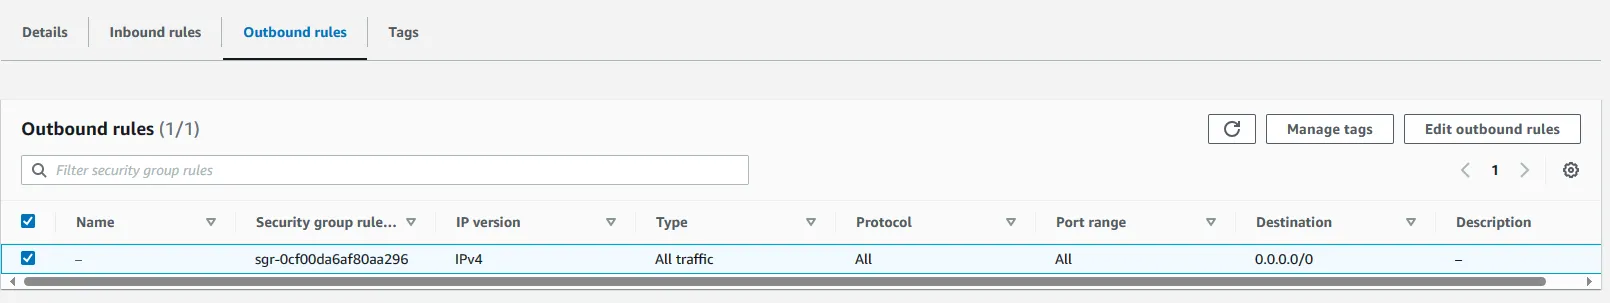 Details Inbound rules Outbound rules Tags
Outbound rules (1/1) Manage tags Edit outbound rules
Filter security group rules 1
Name Security group rule... IP version Type Protocol Port range Destination Description
– sgr-0cf00da6af80aa296 IPv4 All traffic All All 0.0.0.0/0 –